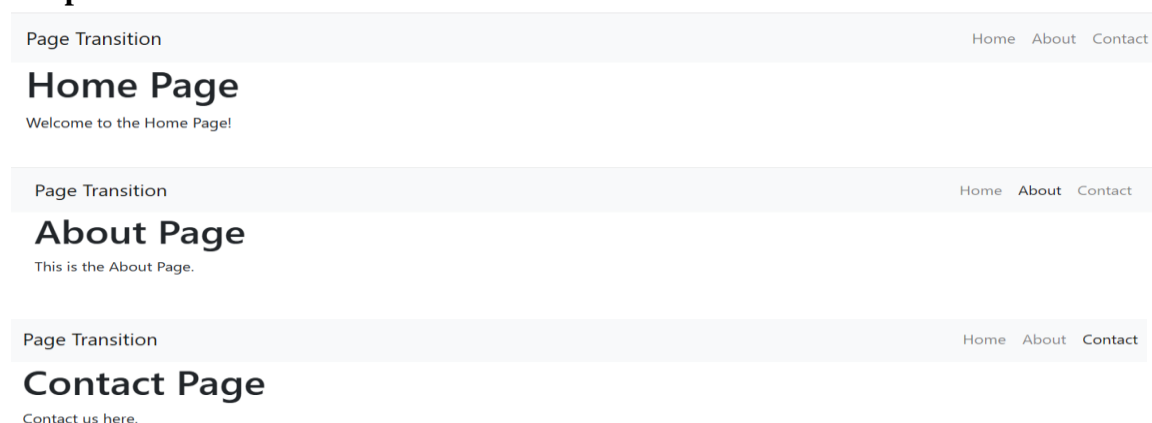 Page Transition Home About Contact
Home Page
Welcome to the Home Page!
Page Transition Home About Contact
About Page
This is the About Page.
Page Transition Home About Contact
Contact Page
Contact us here.